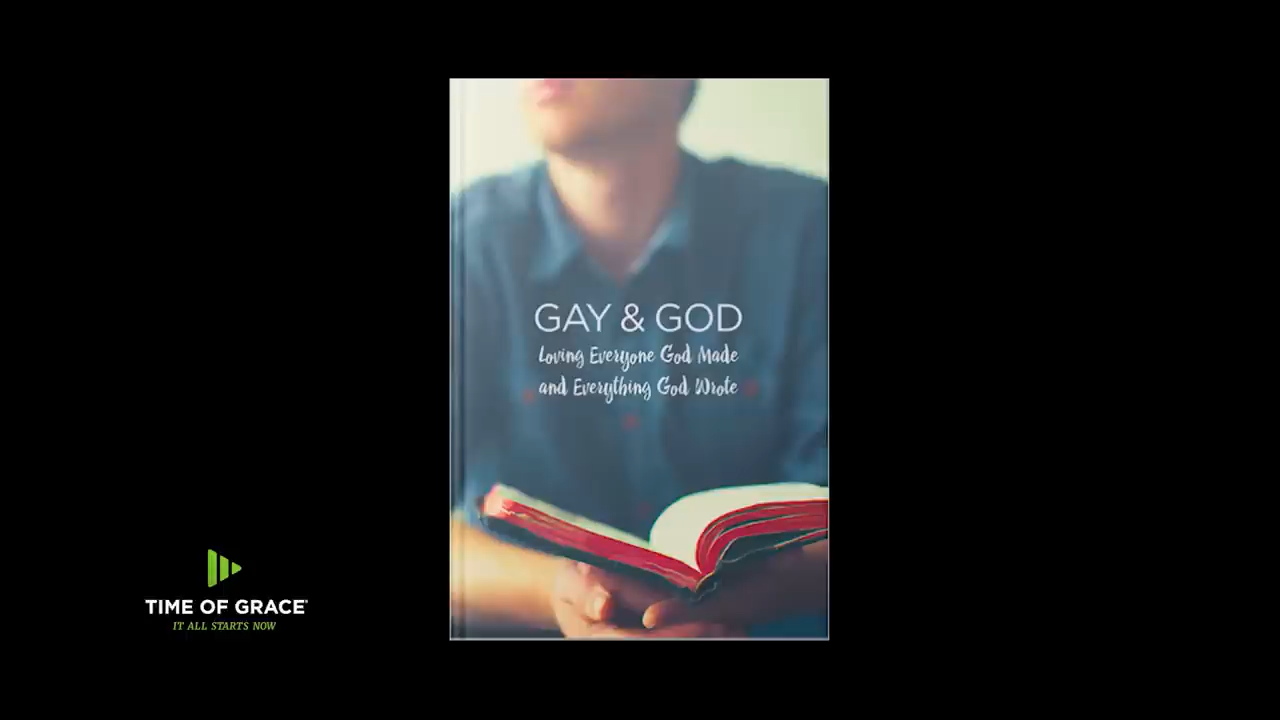 GAY & GOD
Loving Everyone God Made
and Everything God Wrote
TIME OF GRACE®
IT ALL STARTS NOW